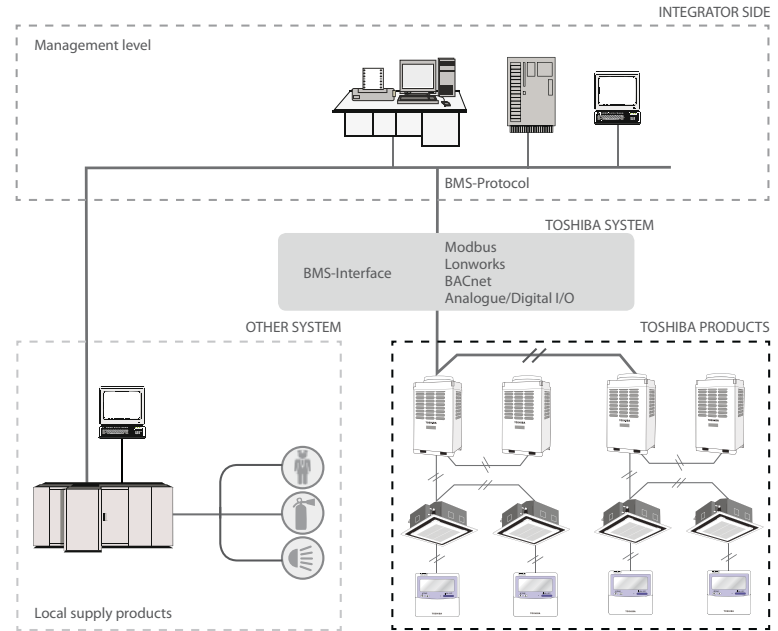 INTEGRATOR SIDE
Management level
BMS-Protocol
TOSHIBA SYSTEM
BMS-Interface
Modbus
Lonworks
BACnet
Analogue/Digital I/O
OTHER SYSTEM
TOSHIBA PRODUCTS
Local supply products